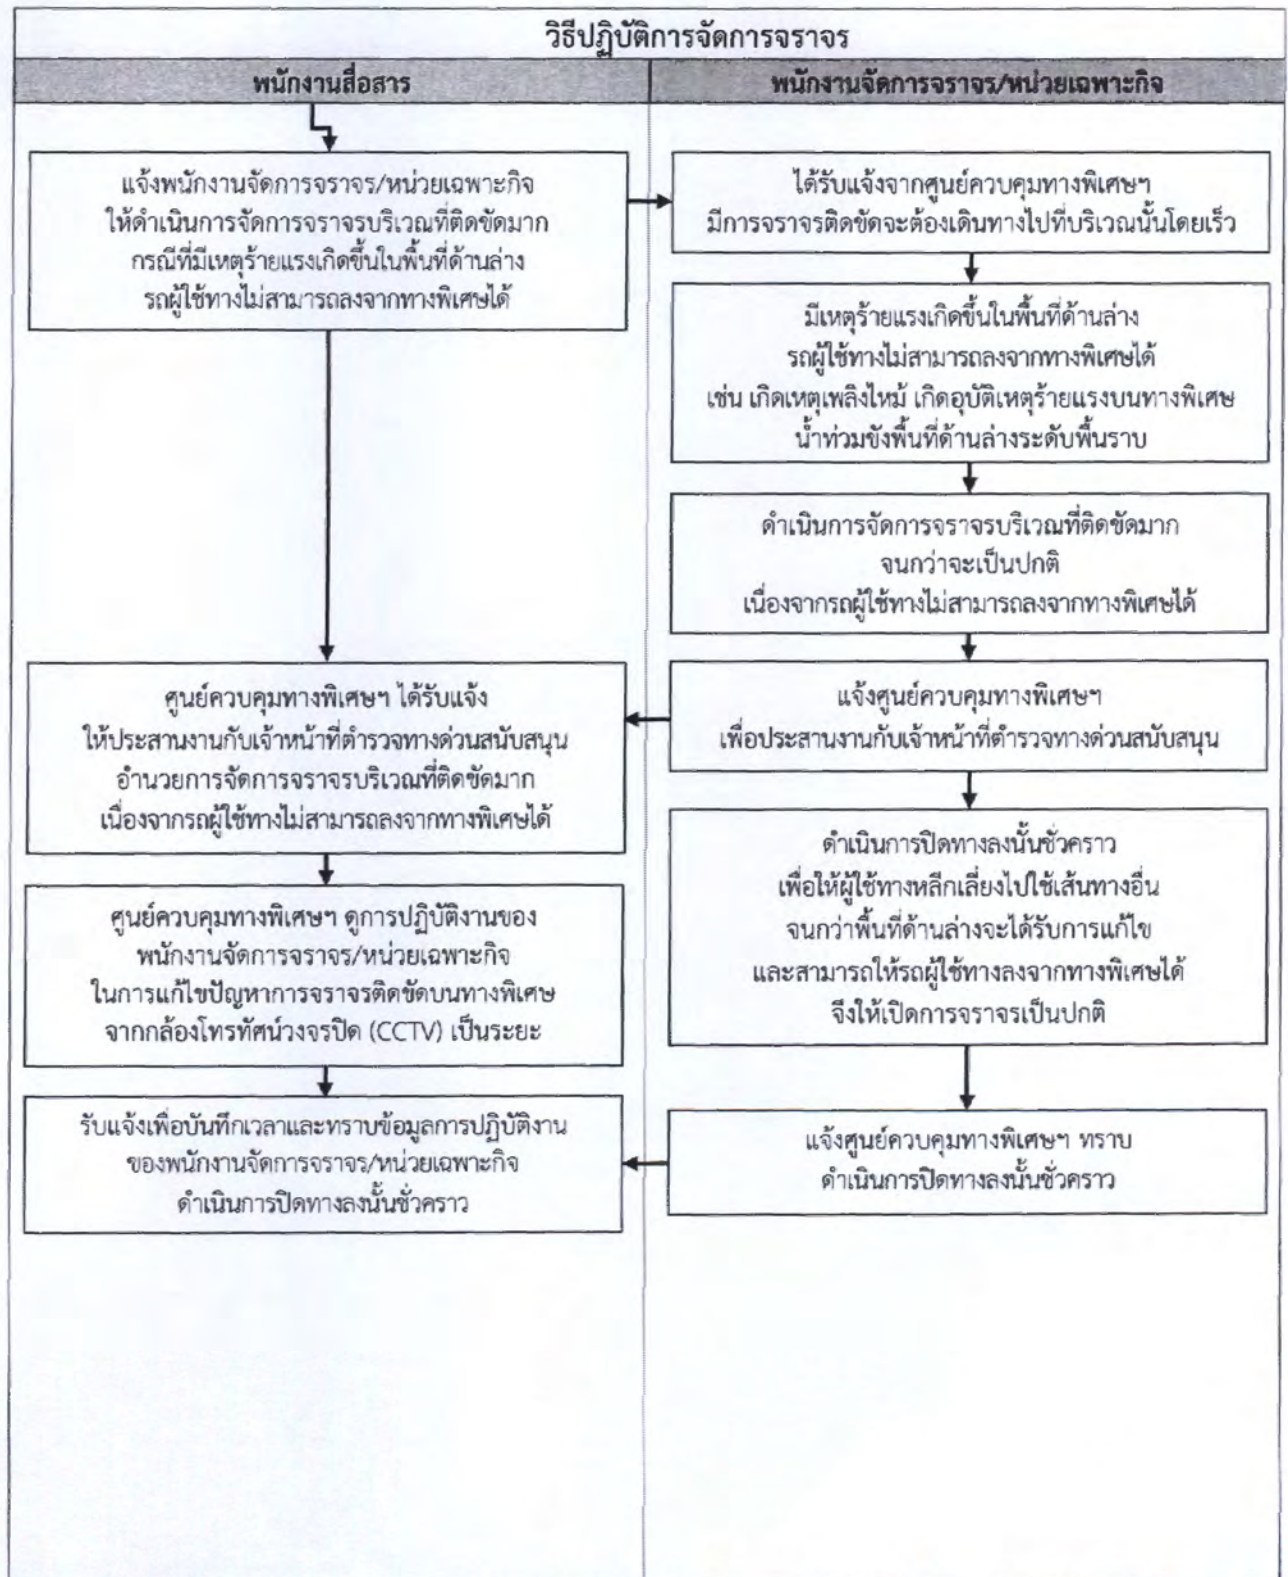 วิธีปฏิบัติการจัดการจราจร
พนักงานสื่อสาร
พนักงานจัดการจราจร/หน่วยเฉพาะกิจ
แจ้งพนักงานจัดการจราจร/หน่วยเฉพาะกิจ
ให้ดำเนินการจัดการจราจรบริเวณที่ติดขัดมาก
กรณีที่มีเหตุร้ายแรงเกิดขึ้นในพื้นที่ด้านล่าง
รถผู้ใช้ทางไม่สามารถลงจากทางพิเศษได้
ได้รับแจ้งจากศูนย์ควบคุมทางพิเศษฯ
มีการจราจรติดขัดจะต้องเดินทางไปที่บริเวณนั้นโดยเร็ว
มีเหตุร้ายแรงเกิดขึ้นในพื้นที่ด้านล่าง
รถผู้ใช้ทางไม่สามารถลงจากทางพิเศษได้
เช่น เกิดเหตุเพลิงไหม้ เกิดอุบัติเหตุร้ายแรงบนทางพิเศษ
น้ำท่วมขังพื้นที่ด้านล่างระดับพื้นราบ
ดำเนินการจัดการจราจรบริเวณที่ติดขัดมาก
จนกว่าจะเป็นปกติ
เนื่องจากรถผู้ใช้ทางไม่สามารถลงจากทางพิเศษได้
แจ้งศูนย์ควบคุมทางพิเศษฯ
เพื่อประสานงานกับเจ้าหน้าที่ตำรวจทางด่วนสนับสนุน
ศูนย์ควบคุมทางพิเศษฯ ได้รับแจ้ง
ให้ประสานงานกับเจ้าหน้าที่ตำรวจทางด่วนสนับสนุน
อำนวยการจัดการจราจรบริเวณที่ติดขัดมาก
เนื่องจากรถผู้ใช้ทางไม่สามารถลงจากทางพิเศษได้
ดำเนินการปิดทางลงนั้นชั่วคราว
เพื่อให้ผู้ใช้ทางหลีกเลี่ยงไปใช้เส้นทางอื่น
จนกว่าพื้นที่ด้านล่างจะได้รับการแก้ไข
และสามารถให้รถผู้ใช้ทางลงจากทางพิเศษได้
จึงให้เปิดการจราจรเป็นปกติ
ศูนย์ควบคุมทางพิเศษฯ ดูการปฏิบัติงานของ
พนักงานจัดการจราจร/หน่วยเฉพาะกิจ
ในการแก้ไขปัญหาการจราจรติดขัดบนทางพิเศษ
จากกล้องโทรทัศน์วงจรปิด (CCTV) เป็นระยะ
แจ้งศูนย์ควบคุมทางพิเศษฯ ทราบ
ดำเนินการปิดทางลงนั้นชั่วคราว
รับแจ้งเพื่อบันทึกเวลาและทราบข้อมูลการปฏิบัติงาน
ของพนักงานจัดการจราจร/หน่วยเฉพาะกิจ
ดำเนินการปิดทางลงนั้นชั่วคราว